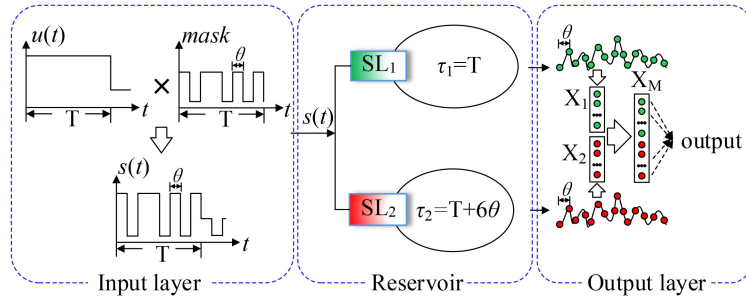 u(t)
mask
θ
×
t
T
t
T
s(t)
θ
t
T
Input layer
s(t)
SL1
τ1=T
SL2
τ2=T+6θ
Reservoir
θ
X1
XM
X2
output
θ
Output layer